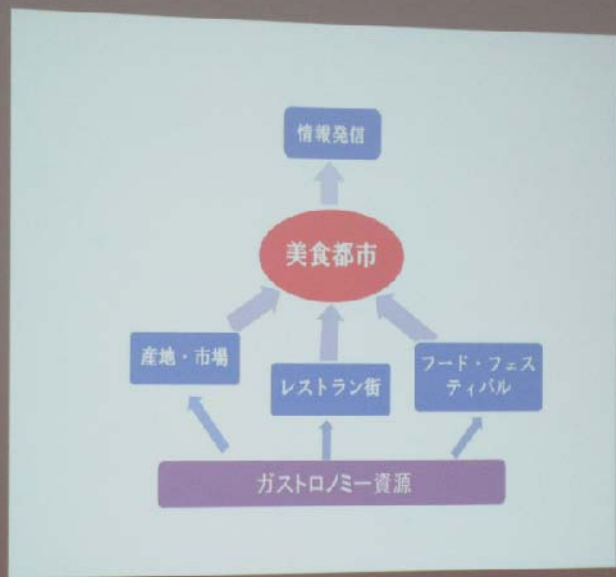 情報発信
美食都市
産地・市場
レストラン街
フード・フェス
ティバル
ガストロノミー資源